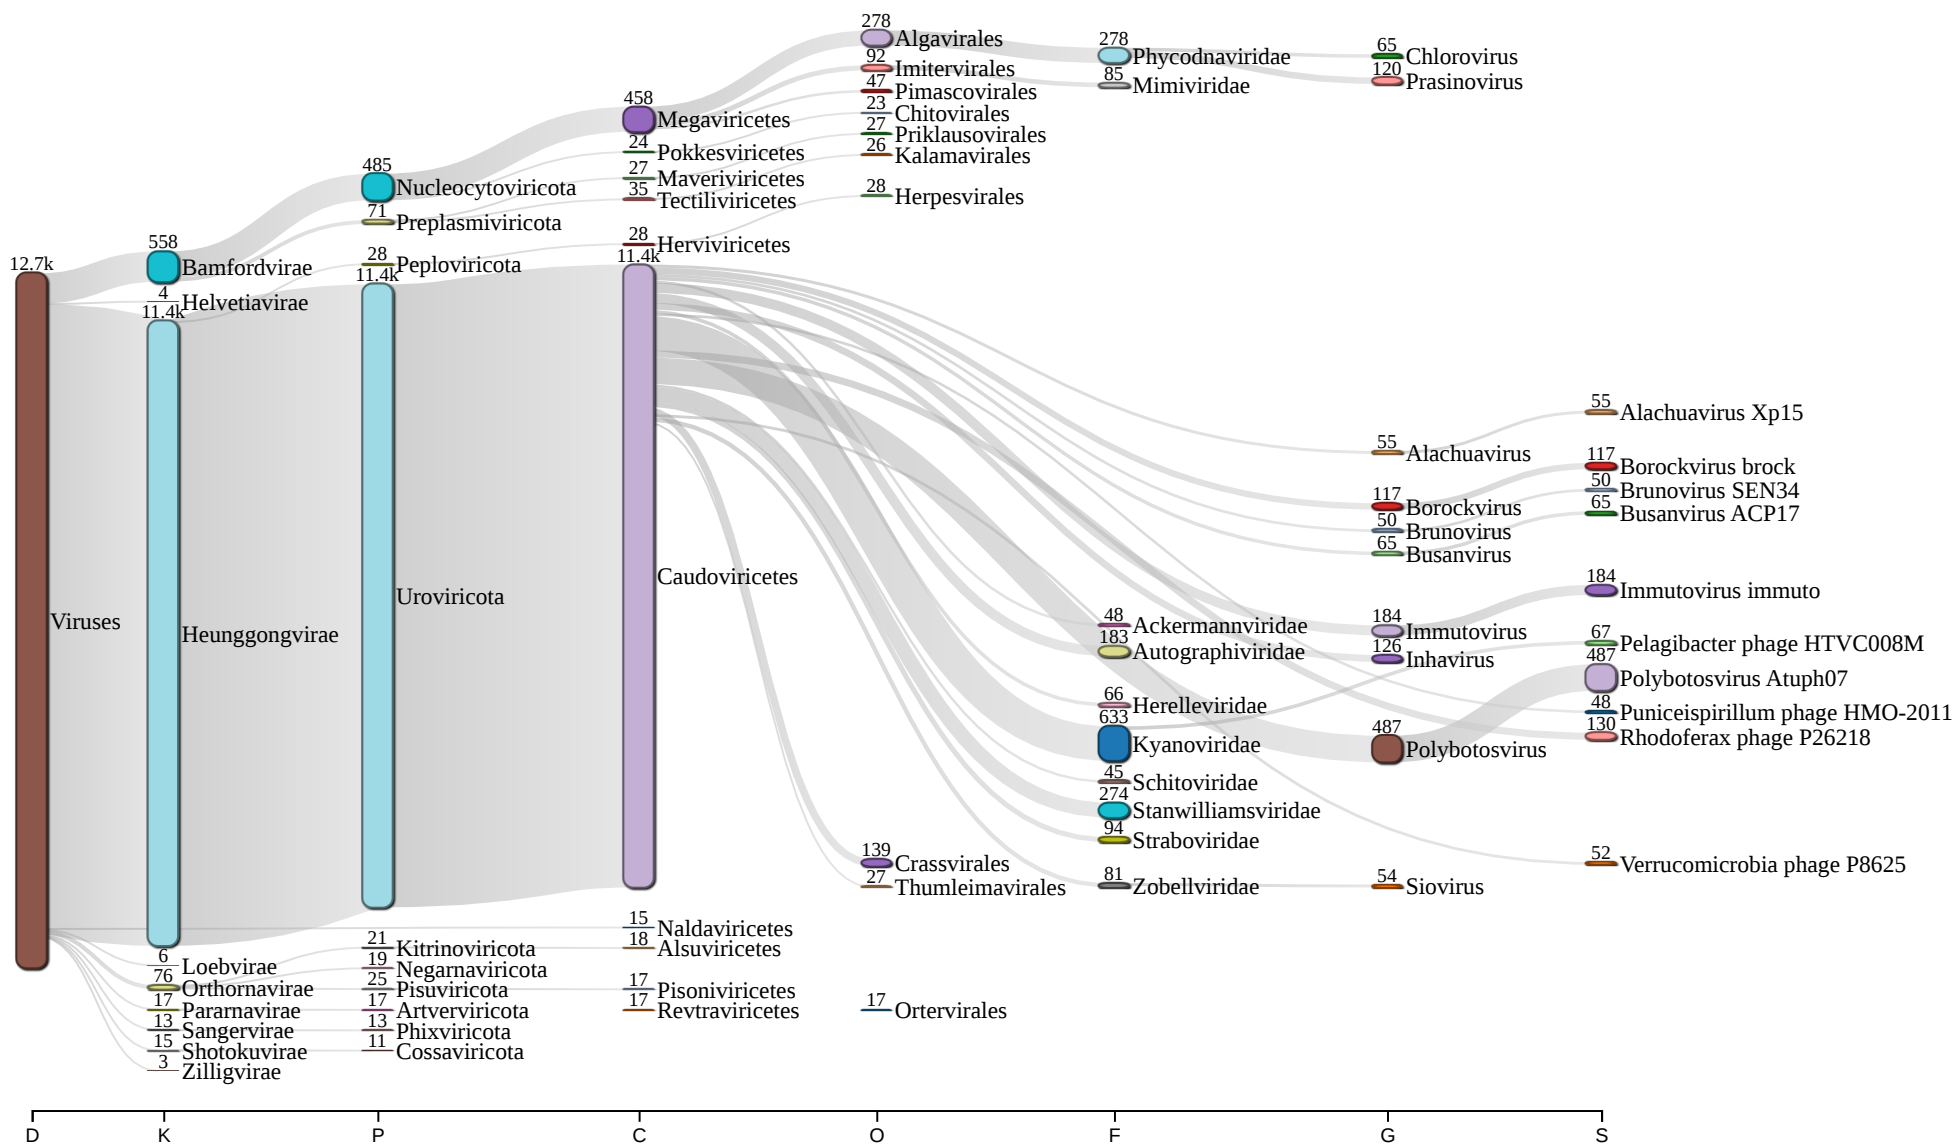 12.7k
Viruses
558
Bamfordvirae
4
Helvetiavirae
11.4k
Heunggongvirae
6
Loebvirae
76
Orthornavirae
17
Pararnavirae
13
Sangervirae
15
Shotokuvirae
3
Zilligvirae
485
Nucleocytoviricota
71
Preplasmiviricota
28
Peploviricota
11.4k
Uroviricota
21
Kitrinoviricota
19
Negarnaviricota
25
Pisuviricota
17
Artverviricota
13
Phixviricota
11
Cossaviricota
458
Megaviricetes
24
Pokkesviricetes
27
Maveriviricetes
35
Tectiliviricetes
28
Herviviricetes
11.4k
Caudoviricetes
15
Naldaviricetes
18
Alsuviricetes
17
Pisoniviricetes
17
Revtraviricetes
278
Algavirales
92
Imitervirales
47
Pimascovirales
23
Chitovirales
27
Priklausovirales
26
Kalamavirales
28
Herpesvirales
139
Crassvirales
27
Thumleimavirales
17
Ortervirales
278
Phycodnaviridae
85
Mimiviridae
48
Ackermannviridae
183
Autographiviridae
66
Herelleviridae
633
Kyanoviridae
45
Schitoviridae
274
Stanwilliamsviridae
94
Straboviridae
81
Zobellviridae
65
Chlorovirus
120
Prasinovirus
55
Alachuavirus
117
Borockvirus
50
Brunovirus
65
Busanvirus
184
Immutovirus
126
Inhavirus
487
Polybotosvirus
54
Siovirus
55
Alachuavirus Xp15
117
Borockvirus brock
50
Brunovirus SEN34
65
Busanvirus ACP17
184
Immutovirus immuto
67
Pelagibacter phage HTVC008M
487
Polybotosvirus Atuph07
48
Puniceispirillum phage HMO-2011
130
Rhodoferax phage P26218
52
Verrucomicrobia phage P8625
D K P C O F G S